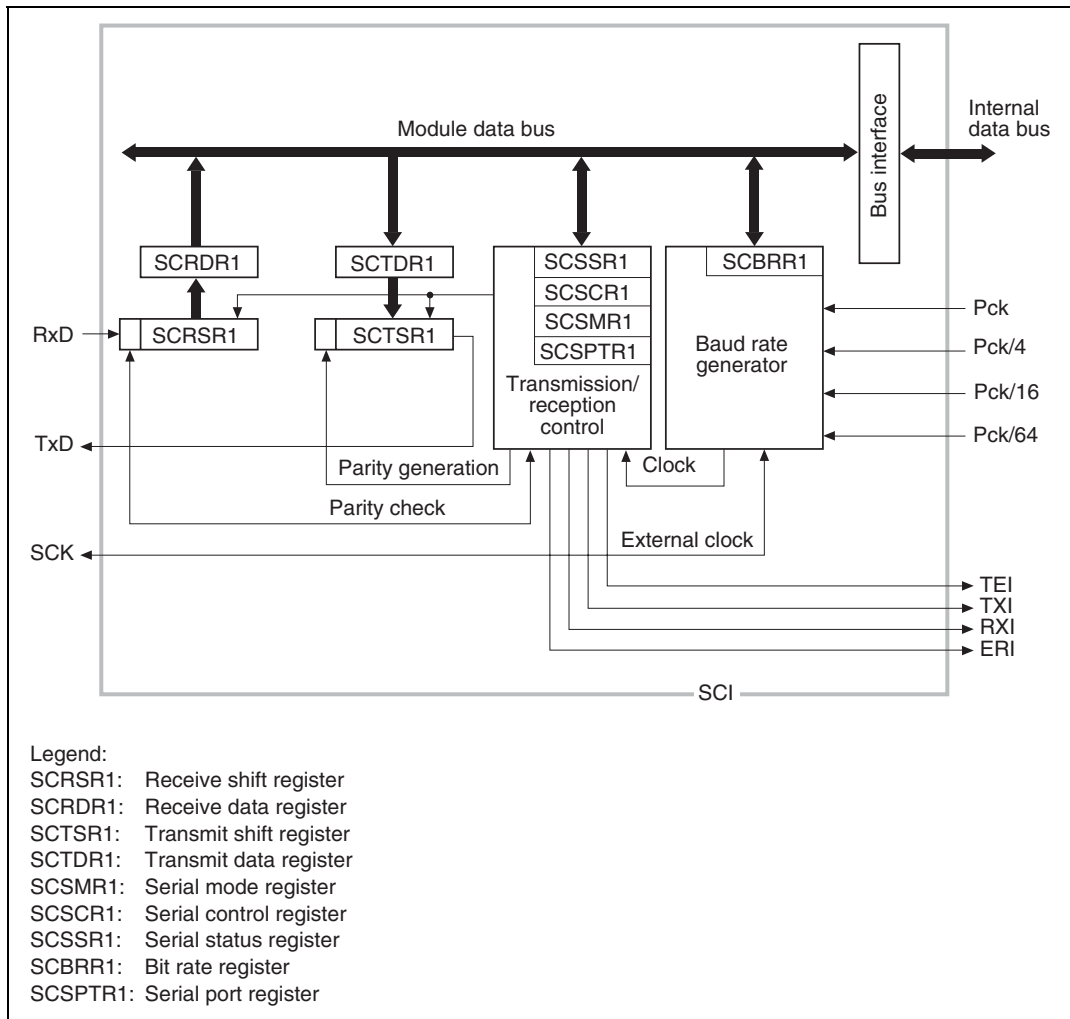 Module data bus
Bus interface
Internal
data bus
SCRDR1
SCTDR1
SCSSR1
SCSCR1
SCSMR1
SCSPTR1
Transmission/
reception
control
SCBRR1
Baud rate
generator
SCRSR1
SCTSR1
RxD
TxD
SCK
Pck
Pck/4
Pck/16
Pck/64
Parity generation
Parity check
Clock
External clock
TEI
TXI
RXI
ERI
SCI
Legend:
SCRSR1: Receive shift register
SCRDR1: Receive data register
SCTSR1: Transmit shift register
SCTDR1: Transmit data register
SCSMR1: Serial mode register
SCSCR1: Serial control register
SCSSR1: Serial status register
SCBRR1: Bit rate register
SCSPTR1: Serial port register